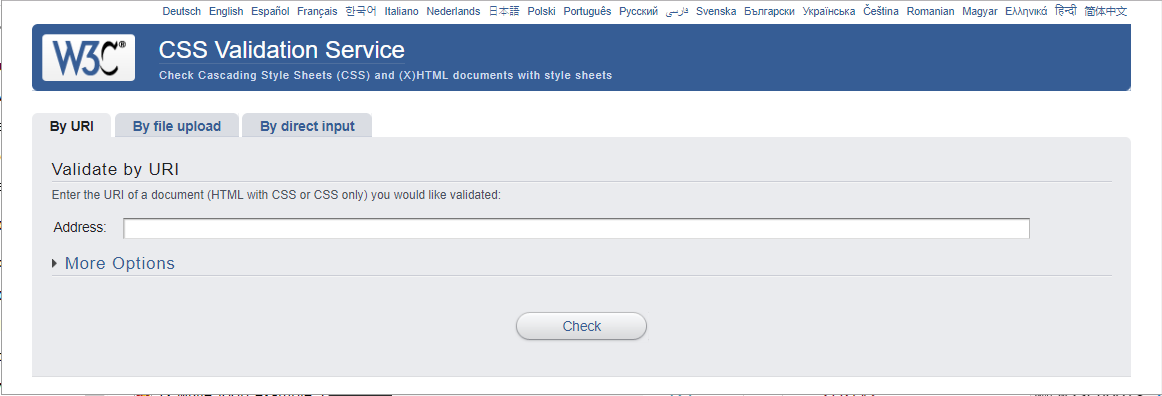 Deutsch English Español Français 한국어 Italiano Nederlands 日本語 Polski Português Русский فارسی Svenska Български Українська Čeština Romanian Magyar Ελληνικά हिन्दी 简体中文
W3C® CSS Validation Service
Check Cascading Style Sheets (CSS) and (X)HTML documents with style sheets
By URI By file upload By direct input
Validate by URI
Enter the URI of a document (HTML with CSS or CSS only) you would like validated:
Address:
More Options
Check